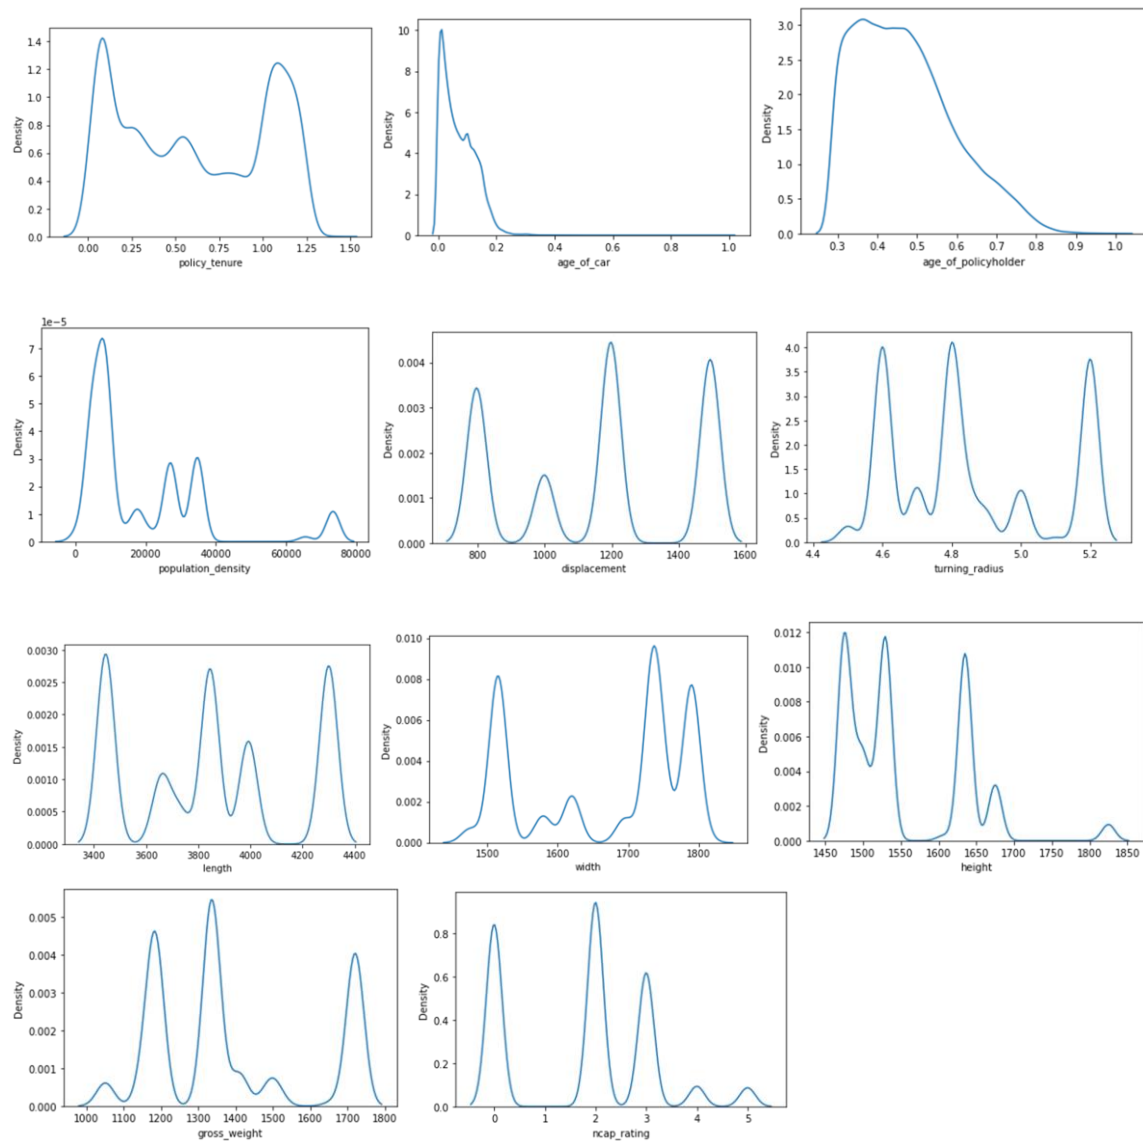 1.4
1.2
1.0
0.8
0.6
0.4
0.2
0.0
Density
0.00 0.25 0.50 0.75 1.00 1.25 1.50
policy_tenure
10
8
6
4
2
0
Density
0.0 0.2 0.4 0.6 0.8 1.0
age_of_car
3.0
2.5
2.0
1.5
1.0
0.5
0.0
Density
0.3 0.4 0.5 0.6 0.7 0.8 0.9 1.0
age_of_policyholder
1e−5
7
6
5
4
3
2
1
0
Density
0 20000 40000 60000 80000
population_density
0.004
0.003
0.002
0.001
0.000
Density
800 1000 1200 1400 1600
displacement
4.0
3.5
3.0
2.5
2.0
1.5
1.0
0.5
0.0
Density
4.4 4.6 4.8 5.0 5.2
turning_radius
0.0030
0.0025
0.0020
0.0015
0.0010
0.0005
0.0000
Density
3400 3600 3800 4000 4200 4400
length
0.010
0.008
0.006
0.004
0.002
0.000
Density
1500 1600 1700 1800
width
0.012
0.010
0.008
0.006
0.004
0.002
0.000
Density
1450 1500 1550 1600 1650 1700 1750 1800 1850
height
0.005
0.004
0.003
0.002
0.001
0.000
Density
1000 1100 1200 1300 1400 1500 1600 1700 1800
gross_weight
0.8
0.6
0.4
0.2
0.0
Density
0 1 2 3 4 5
ncap_rating